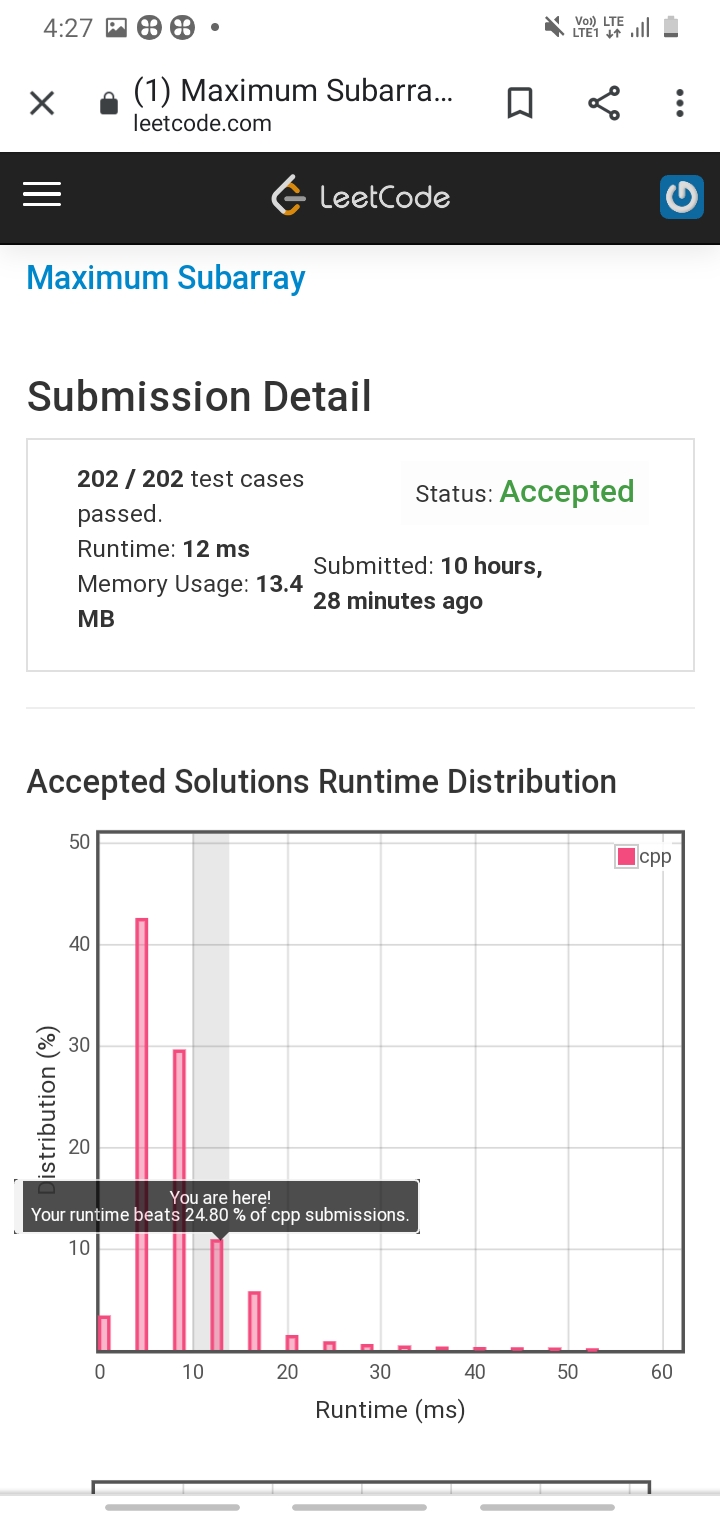 4:27
Vo)) LTE
LTE1
(1) Maximum Subarra...
leetcode.com
LeetCode
Maximum Subarray
Submission Detail
202 / 202 test cases
passed.
Status: Accepted
Runtime: 12 ms
Memory Usage: 13.4
MB
Submitted: 10 hours,
28 minutes ago
Accepted Solutions Runtime Distribution
50
cpp
40
30
Distribution (%)
20
You are here!
Your runtime beats 24.80 % of cpp submissions.
10
0 10 20 30 40 50 60
Runtime (ms)